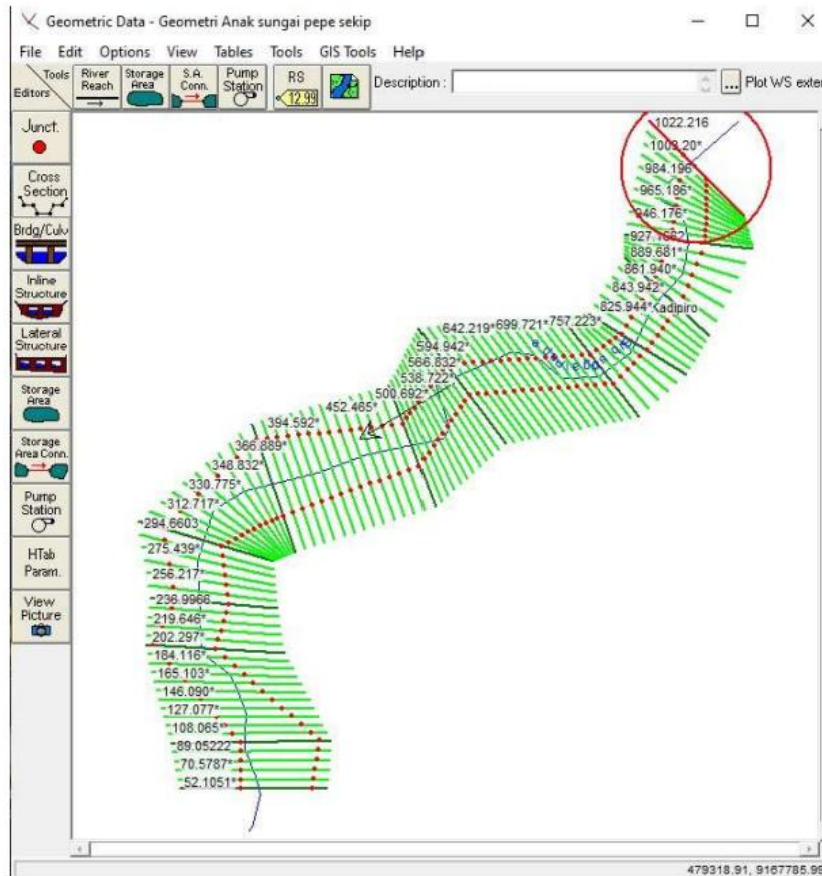 Geometric Data - Geometri Anak sungai pepe sekip
File Edit Options View Tables Tools GIS Tools Help
Tools
Editors
River Reach
Storage Area
S.A. Conn.
Pump Station
RS
12.99
Description :
...
Plot WS exter
Junct.
Cross Section
Brdg/Culv
Inline Structure
Lateral Structure
Storage Area
Storage Area Conn.
Pump Station
HTab Param.
View Picture
1022.216
1003.20*
984.196*
965.186*
946.176*
889.681*
861.940*
843.942*
825.944*
Kadipiro
757.223*
699.721*
642.219*
594.942*
566.832*
538.722*
500.692*
452.465*
394.592*
366.889*
348.832*
330.775*
312.717*
294.6603
275.439*
256.217*
236.9966
219.646*
202.297*
184.116*
165.103*
146.090*
127.077*
108.065*
89.05222
70.5787*
52.1051*
479318.91, 9167785.99